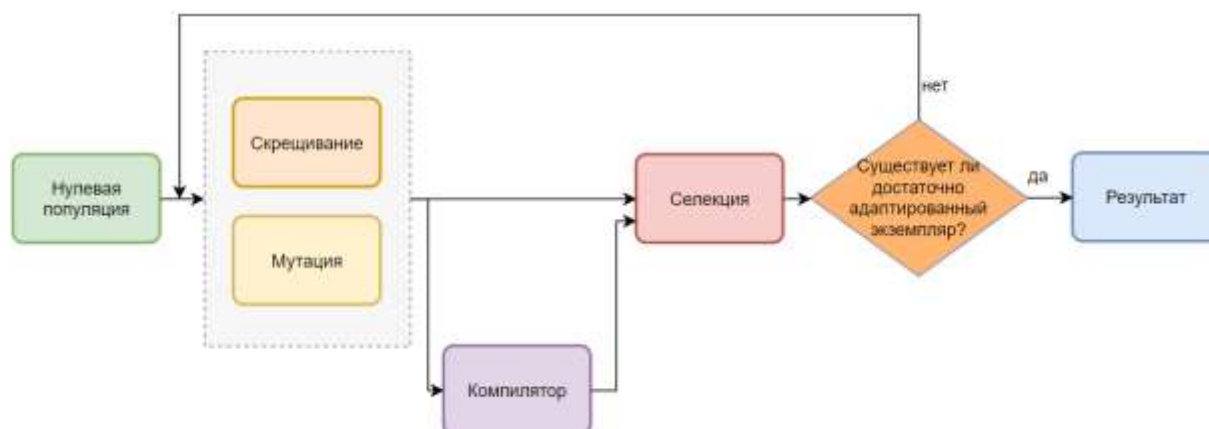 нет
Скрещивание
Нулевая
популяция
Селекция
Существует ли
достаточно
адаптированный
экземпляр?
да
Результат
Мутация
Компилятор